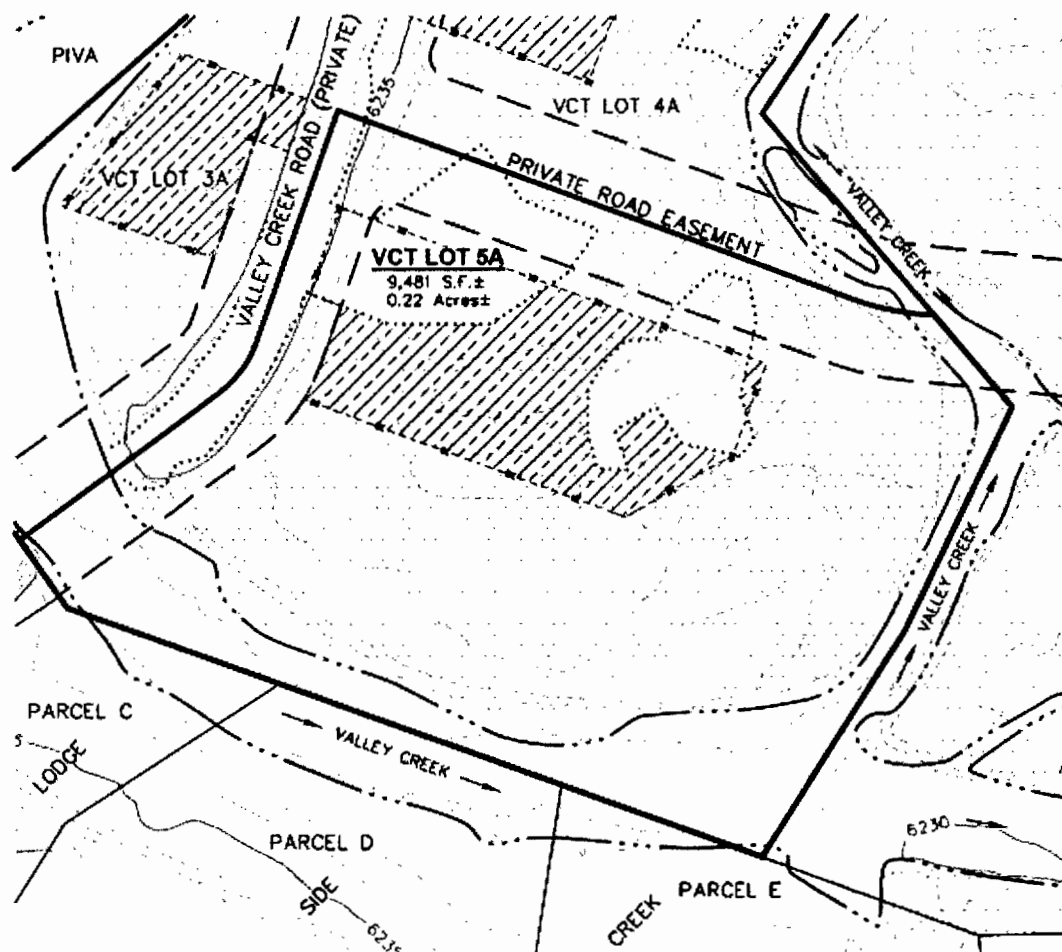 PIVA
VALLEY CREEK ROAD (PRIVATE)
6235
VCT LOT 4A
VCT LOT 3A
PRIVATE ROAD EASEMENT
VALLEY CREEK
VCT LOT 5A
9,481 S.F.±
0.22 Acres±
VALLEY CREEK
PARCEL C
LODGE
VALLEY CREEK
PARCEL D
SIDE
6235
CREEK
PARCEL E
6230